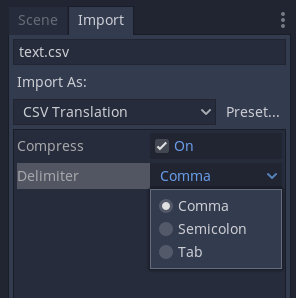 Scene Import
text.csv
Import As:
CSV Translation Preset...
Compress On
Delimiter Comma
Comma
Semicolon
Tab